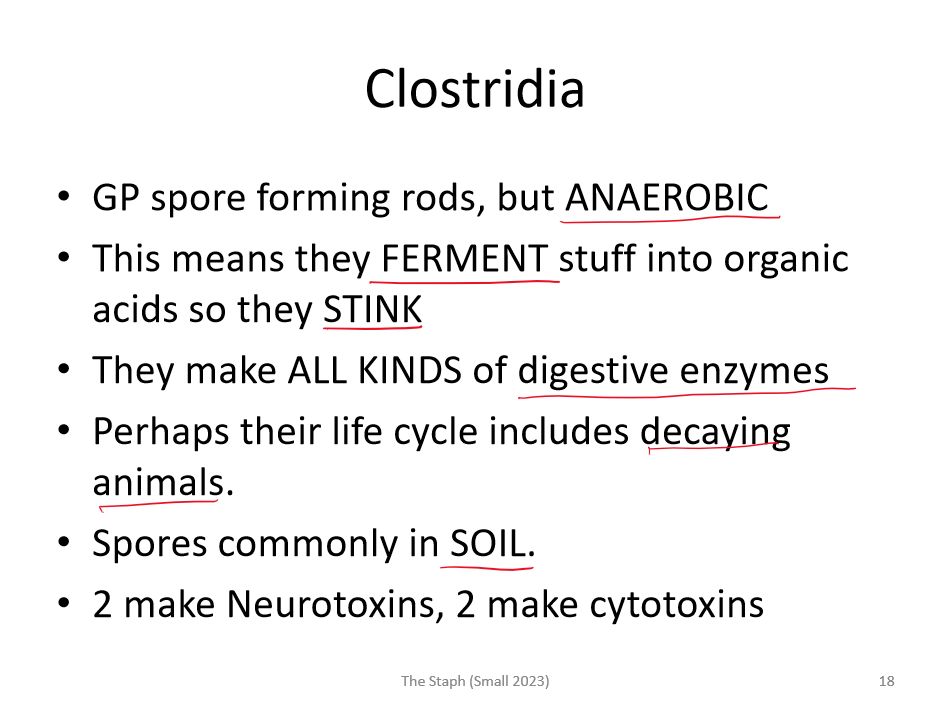 Clostridia
• GP spore forming rods, but ANAEROBIC
• This means they FERMENT stuff into organic
acids so they STINK
• They make ALL KINDS of digestive enzymes
• Perhaps their life cycle includes decaying
animals.
• Spores commonly in SOIL.
• 2 make Neurotoxins, 2 make cytotoxins
The Staph (Small 2023)
18